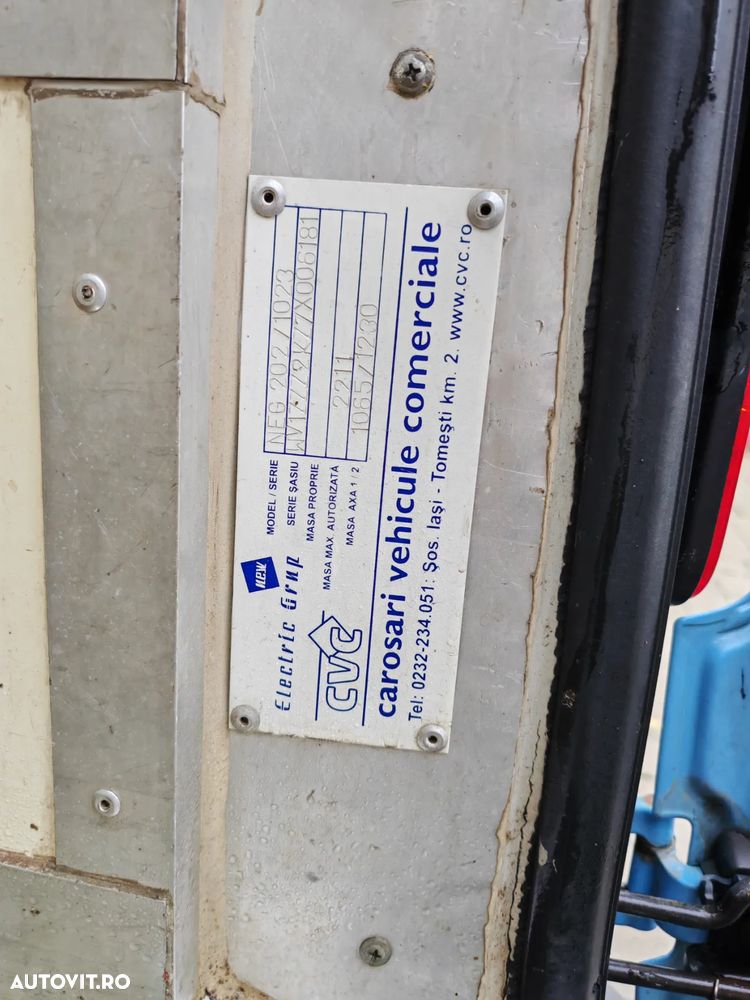 New
Electric Grup
CVC
MODEL / SERIE NEG 202/1023
SERIE ȘASIU WV1ZZZ9KZ7X006181
MASA PROPRIE
MASA MAX. AUTORIZATĂ 2211
MASA AXA 1 / 2 1065/1230
carosari vehicule comerciale
Tel: 0232-234.051: Șos. Iași - Tomești km. 2. www.cvc.ro
AUTOVIT.RO